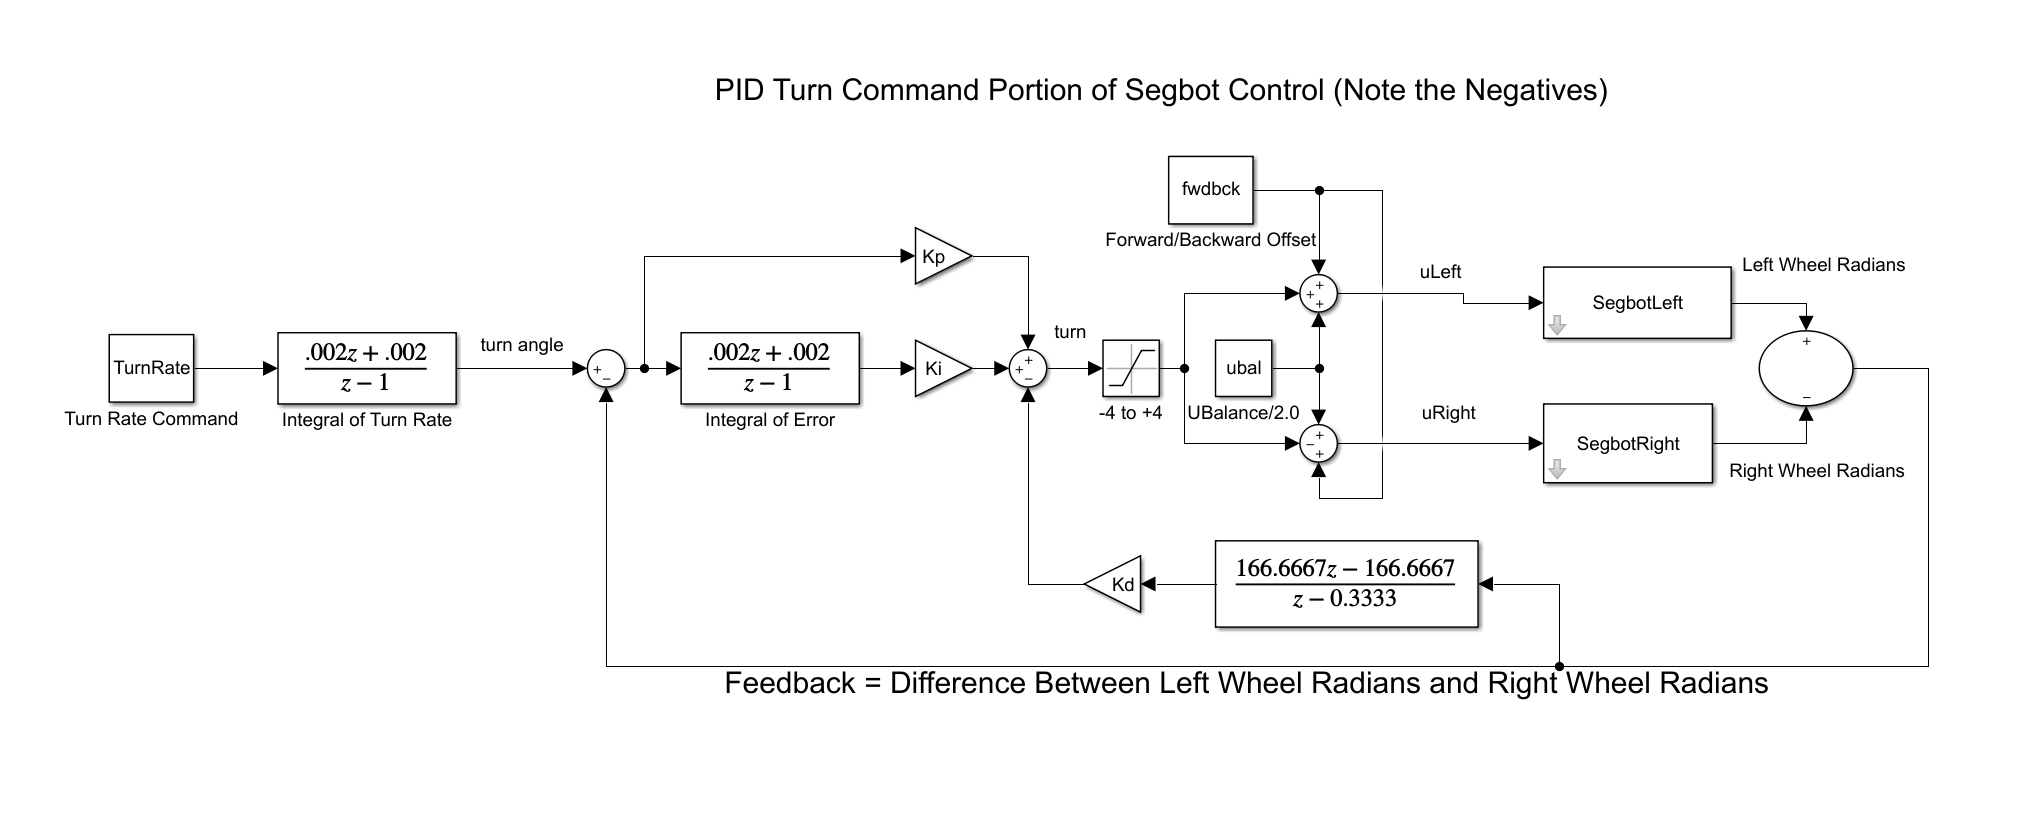 PID Turn Command Portion of Segbot Control (Note the Negatives)
fwdbck
Forward/Backward Offset
Kp
+
+
+
uLeft
SegbotLeft
Left Wheel Radians
TurnRate
Turn Rate Command
.002z + .002
z − 1
Integral of Turn Rate
turn angle
+
−
.002z + .002
z − 1
Integral of Error
Ki
+
+
−
turn
-4 to +4
ubal
UBalance/2.0
+
−
+
−
+
uRight
SegbotRight
Right Wheel Radians
Kd
166.6667z − 166.6667
z − 0.3333
Feedback = Difference Between Left Wheel Radians and Right Wheel Radians